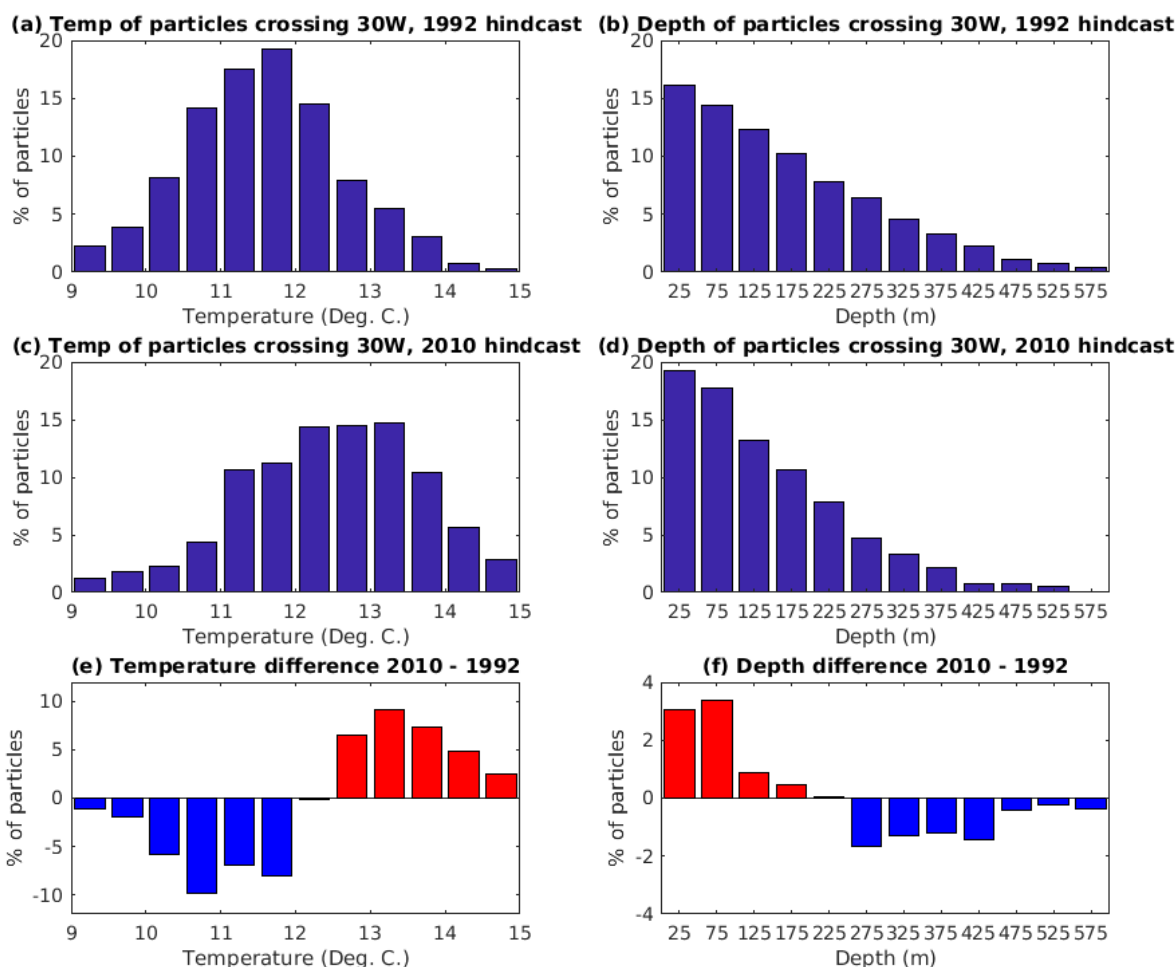 (a) Temp of particles crossing 30W, 1992 hindcast
20
15
10
5
0
% of particles
9 10 11 12 13 14 15
Temperature (Deg. C.)
(b) Depth of particles crossing 30W, 1992 hindcast
20
15
10
5
0
% of particles
25 75 125 175 225 275 325 375 425 475 525 575
Depth (m)
(c) Temp of particles crossing 30W, 2010 hindcast
20
15
10
5
0
% of particles
9 10 11 12 13 14 15
Temperature (Deg. C.)
(d) Depth of particles crossing 30W, 2010 hindcast
20
15
10
5
0
% of particles
25 75 125 175 225 275 325 375 425 475 525 575
Depth (m)
(e) Temperature difference 2010 - 1992
10
5
0
-5
-10
% of particles
9 10 11 12 13 14 15
Temperature (Deg. C.)
(f) Depth difference 2010 - 1992
4
2
0
-2
-4
% of particles
25 75 125 175 225 275 325 375 425 475 525 575
Depth (m)